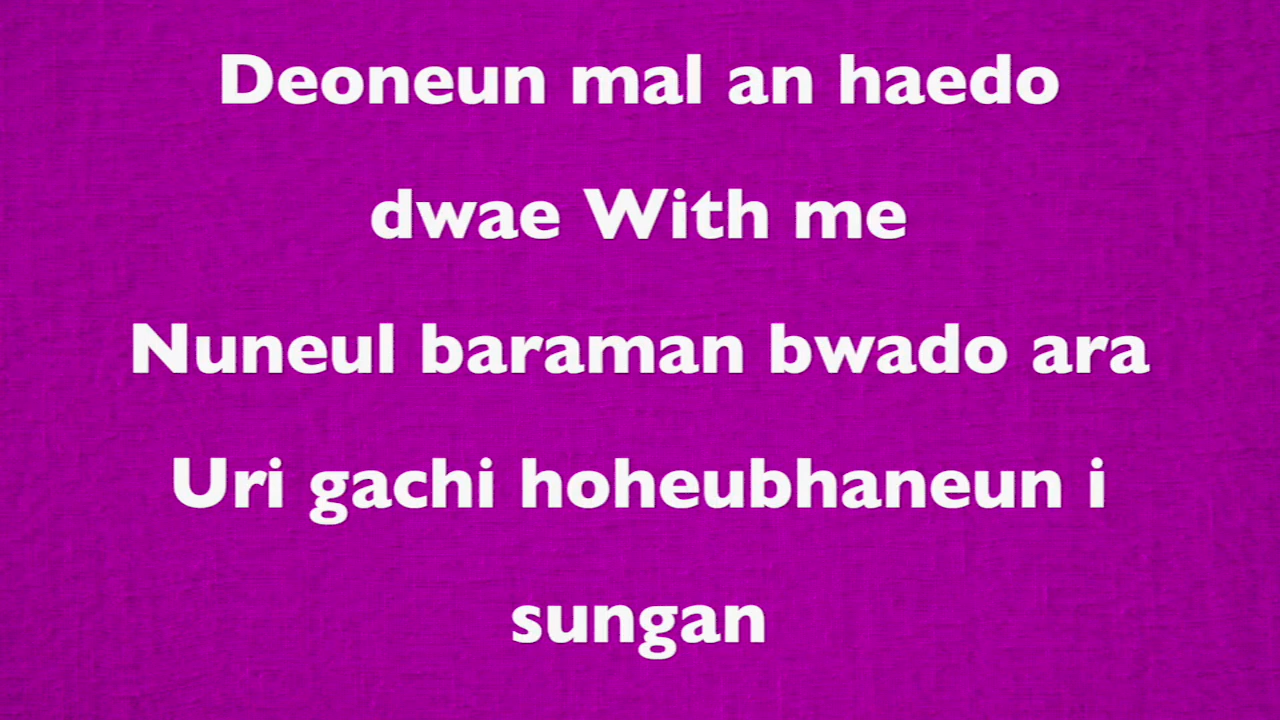 Deoneun mal an haedo
dwae With me
Nuneul baraman bwado ara
Uri gachi hoheubhaneun i
sungan